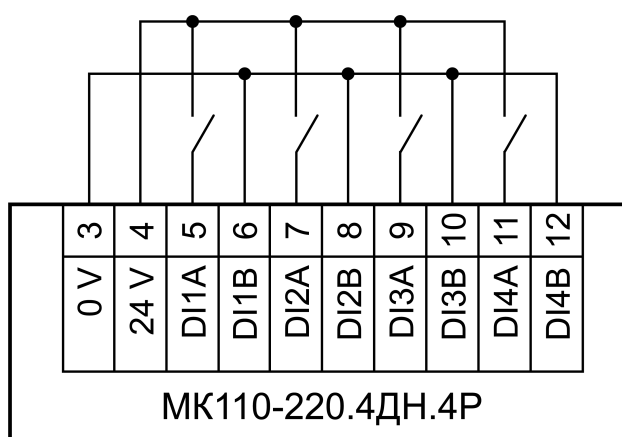 3 4 5 6 7 8 9 10 11 12
0 V 24 V DI1A DI1B DI2A DI2B DI3A DI3B DI4A DI4B
МК110-220.4ДН.4Р